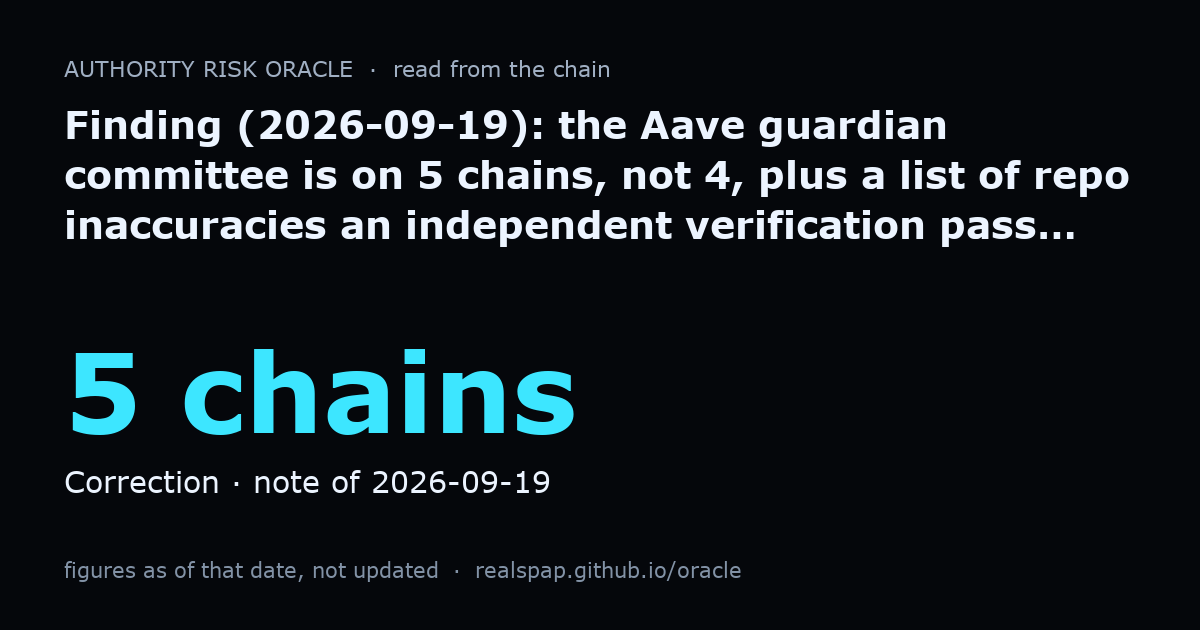 AUTHORITY RISK ORACLE · read from the chain
Finding (2026–09–19): the Aave guardian
committee is on 5 chains, not 4, plus a list of repo
inaccuracies an independent verification pass...
5 chains
Correction · note of 2026-09-19
figures as of that date, not updated · realspap.github.io/oracle